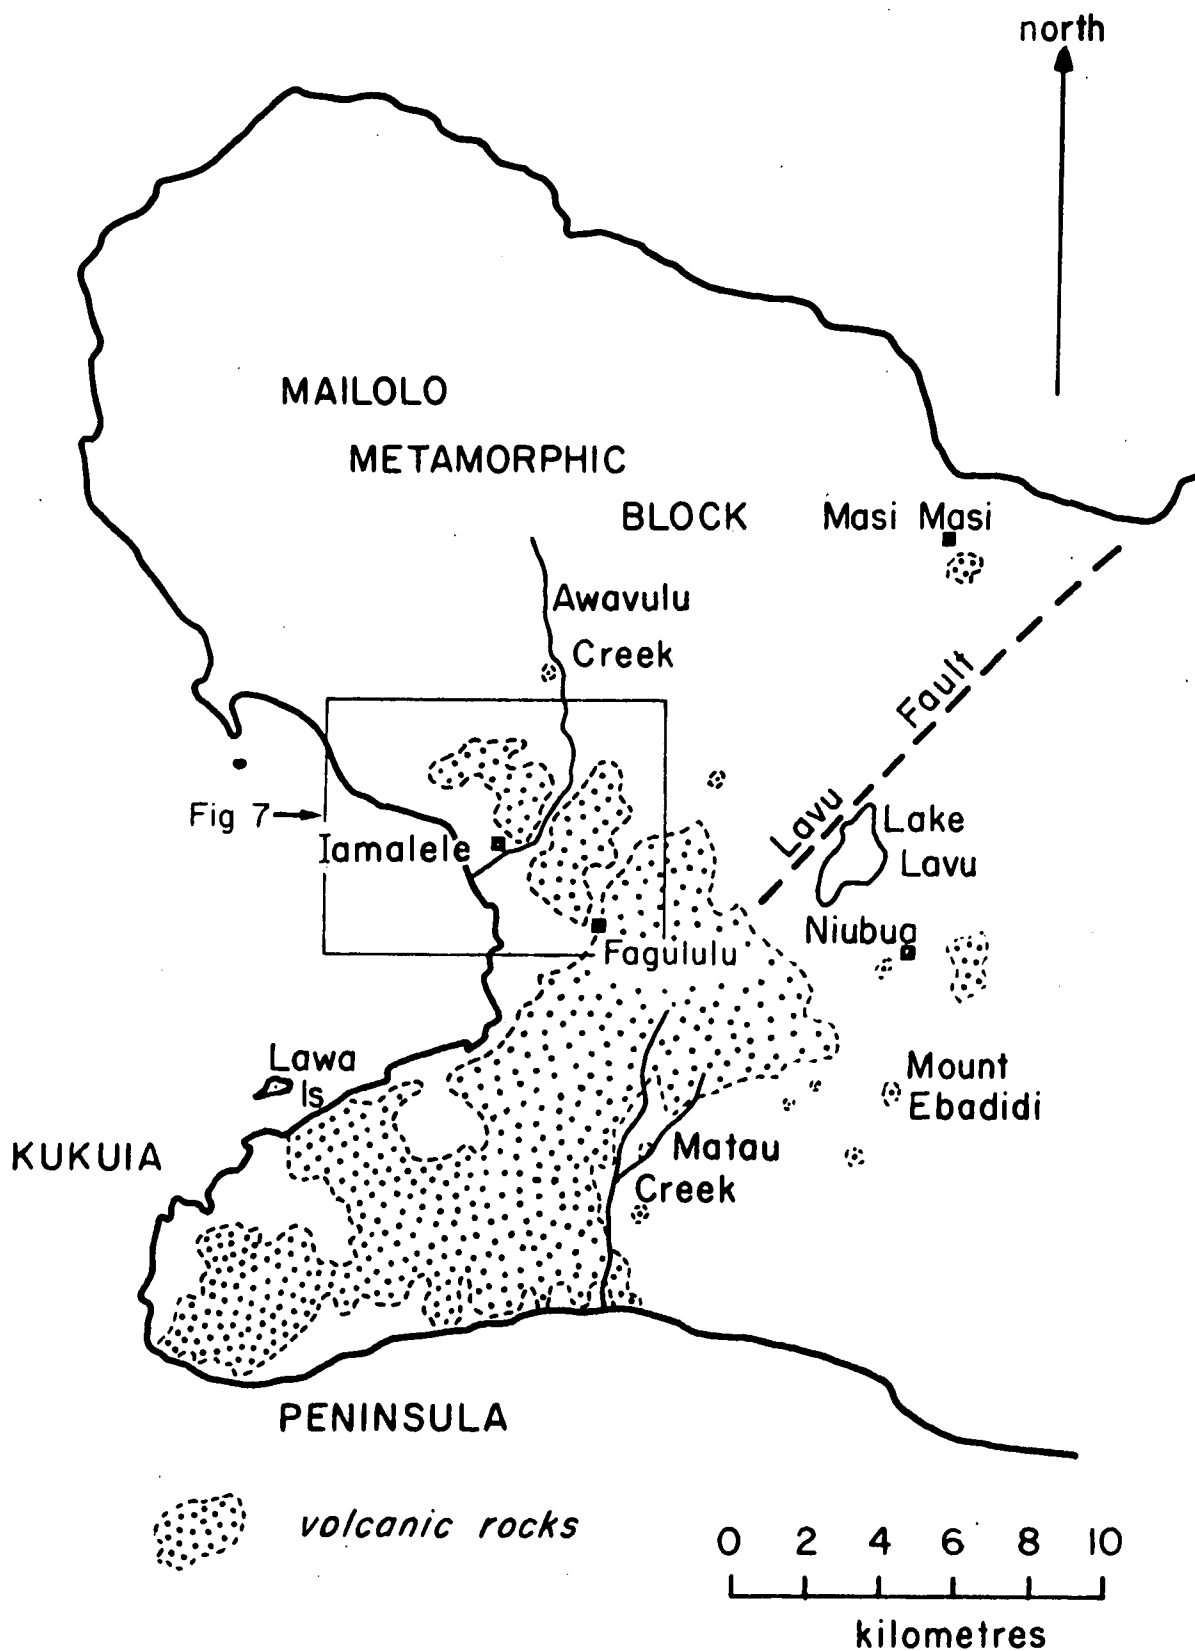 north
MAILOLO
METAMORPHIC
BLOCK
Masi Masi
Awavulu
Creek
Lavu Fault
Fig 7
Iamalele
Lake
Lavu
Niubua
Fagululu
Lawa
Is
Mount
Ebadidi
KUKUIA
Matau
Creek
PENINSULA
volcanic rocks
0 2 4 6 8 10
kilometres